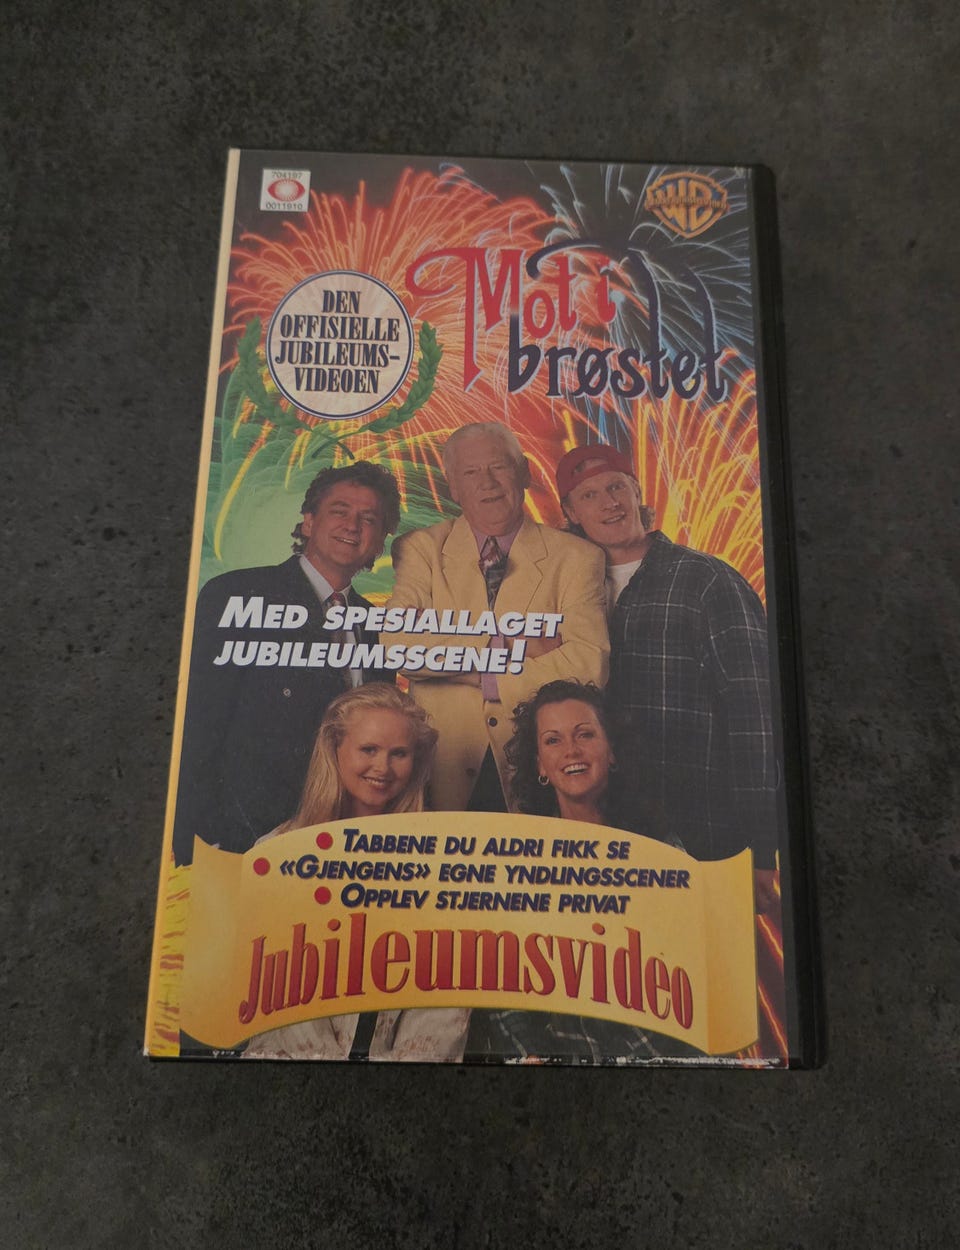 704197
0011910
WB
DEN
OFFISIELLE
JUBILEUMS-
VIDEOEN
Mot i
brøstet
MED SPESIALLAGET
JUBILEUMSSCENE!
• TABBENE DU ALDRI FIKK SE
• «GJENGENS» EGNE YNDLINGSSCENER
• OPPLEV STJERNENE PRIVAT
Jubileumsvideo